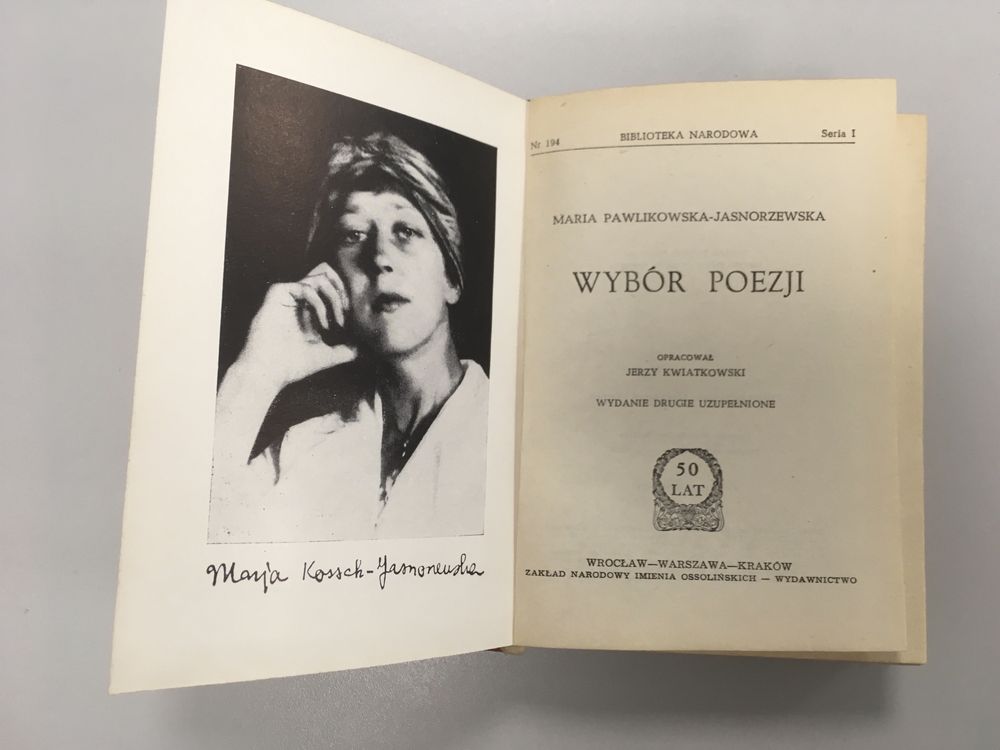 Marja Kossak-Jasnorzewska
Nr 194 BIBLIOTEKA NARODOWA Seria I
MARIA PAWLIKOWSKA-JASNORZEWSKA
WYBÓR POEZJI
OPRACOWAŁ
JERZY KWIATKOWSKI
WYDANIE DRUGIE UZUPEŁNIONE
50
LAT
WROCŁAW—WARSZAWA—KRAKÓW
ZAKŁAD NARODOWY IMIENIA OSSOLIŃSKICH — WYDAWNICTWO